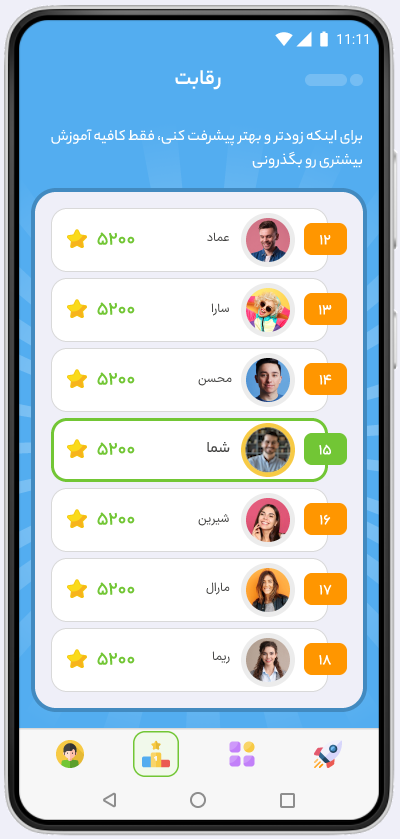 11:11
رقابت
برای اینکه زودتر و بهتر پیشرفت کنی، فقط کافیه آموزش
بیشتری رو بگذرونی
۱۲ عماد ۵۲۰۰
۱۳ سارا ۵۲۰۰
۱۴ محسن ۵۲۰۰
۱۵ شما ۵۲۰۰
۱۶ شیرین ۵۲۰۰
۱۷ مارال ۵۲۰۰
۱۸ ریما ۵۲۰۰